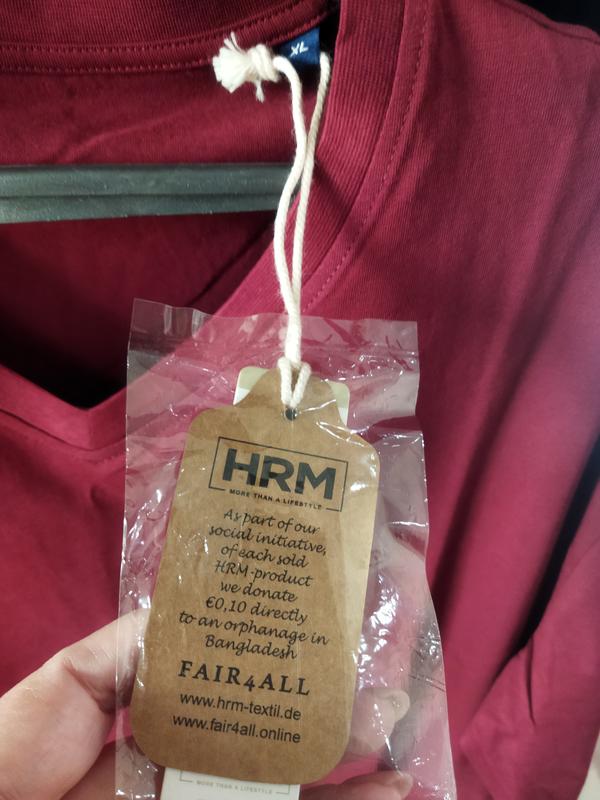 XL
HRM
MORE THAN A LIFESTYLE
As part of our
social initiative,
of each sold
HRM-product
we donate
€0,10 directly
to an orphanage in
Bangladesh
FAIR4ALL
www.hrm-textil.de
www.fair4all.online
MORE THAN A LIFESTYLE